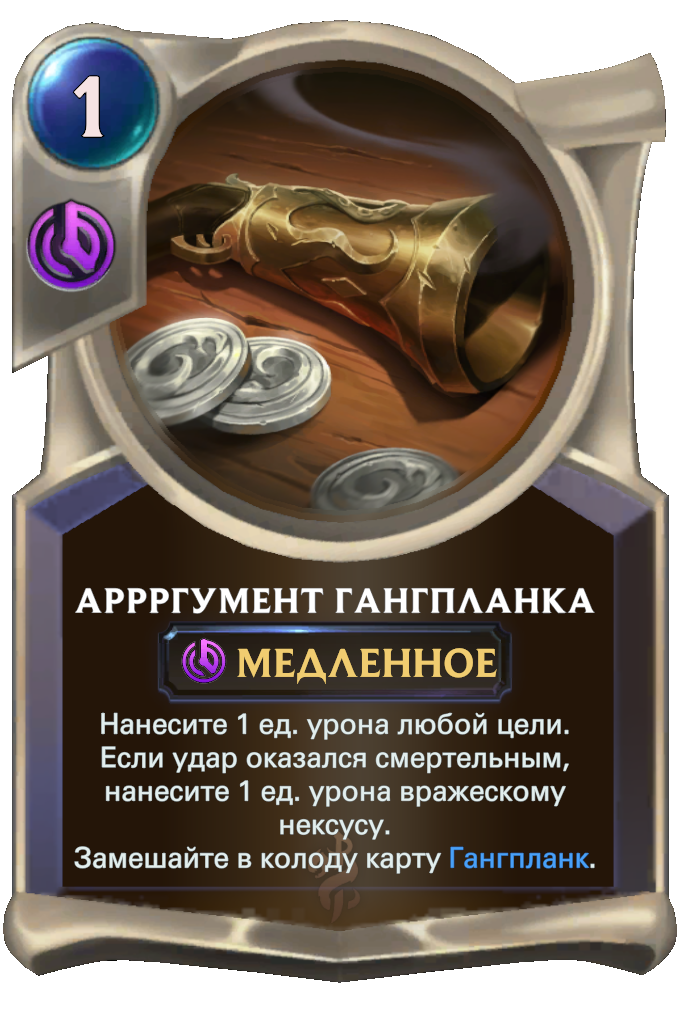 1
АРРРГУМЕНТ ГАНГПЛАНКА
МЕДЛЕННОЕ
Нанесите 1 ед. урона любой цели.
Если удар оказался смертельным,
нанесите 1 ед. урона вражескому
нексусу.
Замешайте в колоду карту Гангпланк.